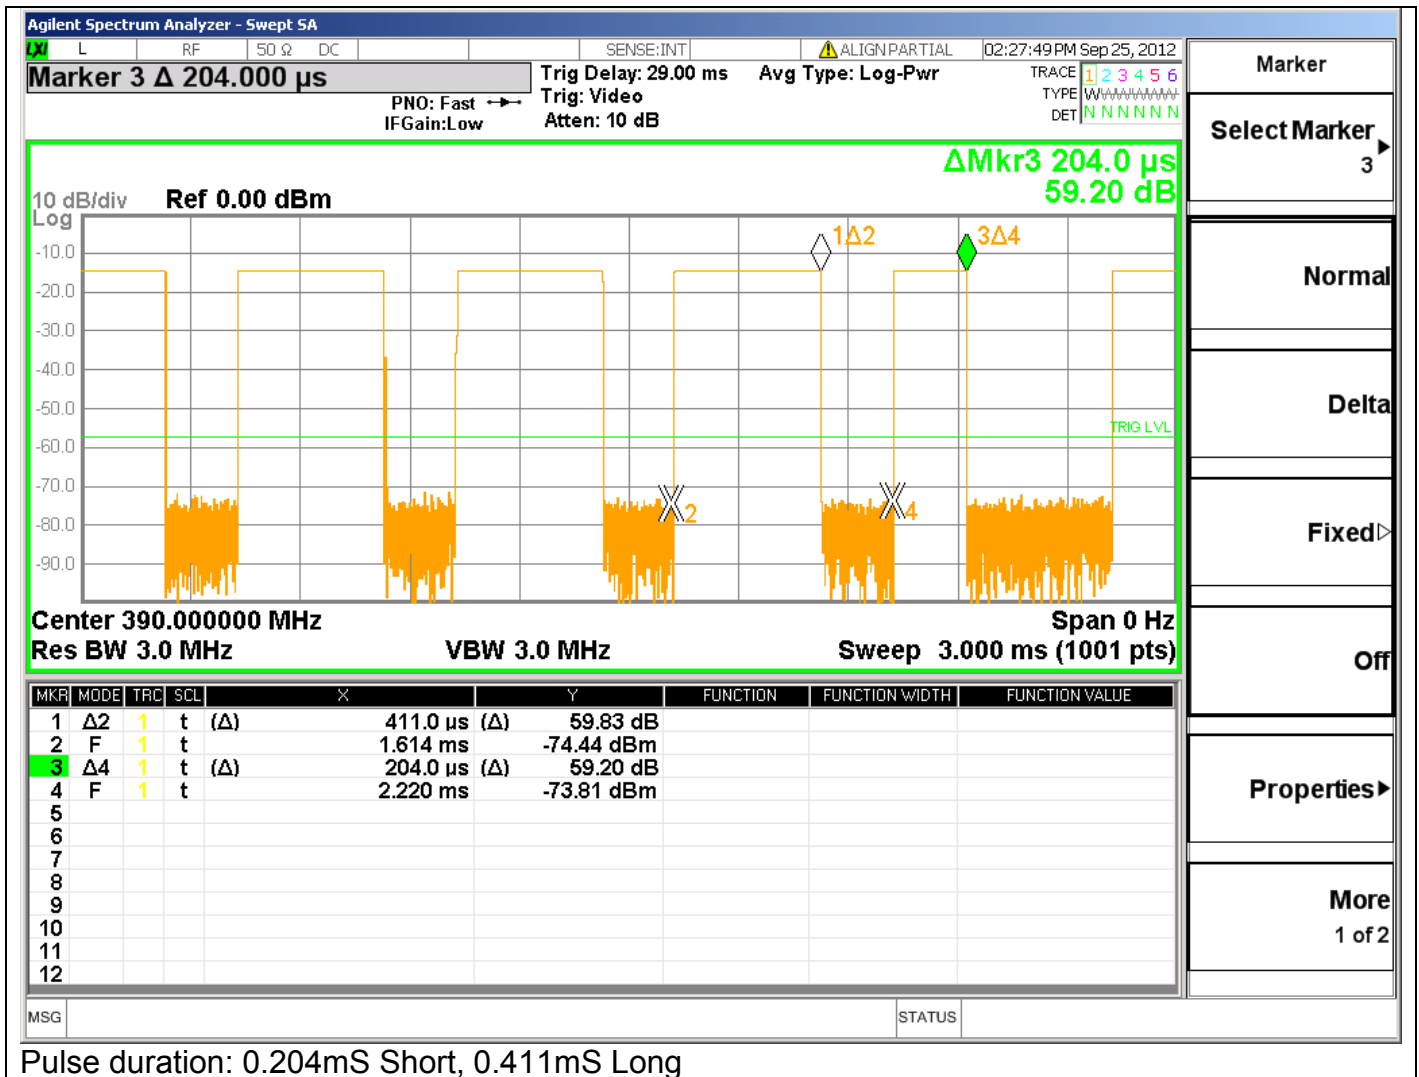 Agilent Spectrum Analyzer - Swept SA
LXI L RF 50 Ω DC SENSE:INT ALIGN PARTIAL 02:27:49 PM Sep 25, 2012
Marker 3 Δ 204.000 µs
PNO: Fast
IFGain:Low
Trig Delay: 29.00 ms
Trig: Video
Atten: 10 dB
Avg Type: Log-Pwr
TRACE 1 2 3 4 5 6
TYPE W
DET N N N N N N
ΔMkr3 204.0 µs
59.20 dB
10 dB/div Ref 0.00 dBm
Log
1Δ2 3Δ4
-10.0
-20.0
-30.0
-40.0
-50.0
TRIG LVL
-60.0
-70.0
2 4
-80.0
-90.0
Center 390.000000 MHz Span 0 Hz
Res BW 3.0 MHz VBW 3.0 MHz Sweep 3.000 ms (1001 pts)
MKR MODE TRC SCL X Y FUNCTION FUNCTION WIDTH FUNCTION VALUE
1 Δ2 1 t (Δ) 411.0 µs (Δ) 59.83 dB
2 F 1 t 1.614 ms -74.44 dBm
3 Δ4 1 t (Δ) 204.0 µs (Δ) 59.20 dB
4 F 1 t 2.220 ms -73.81 dBm
5
6
7
8
9
10
11
12
MSG STATUS
Marker
Select Marker
3
Normal
Delta
Fixed
Off
Properties
More
1 of 2
Pulse duration: 0.204mS Short, 0.411mS Long